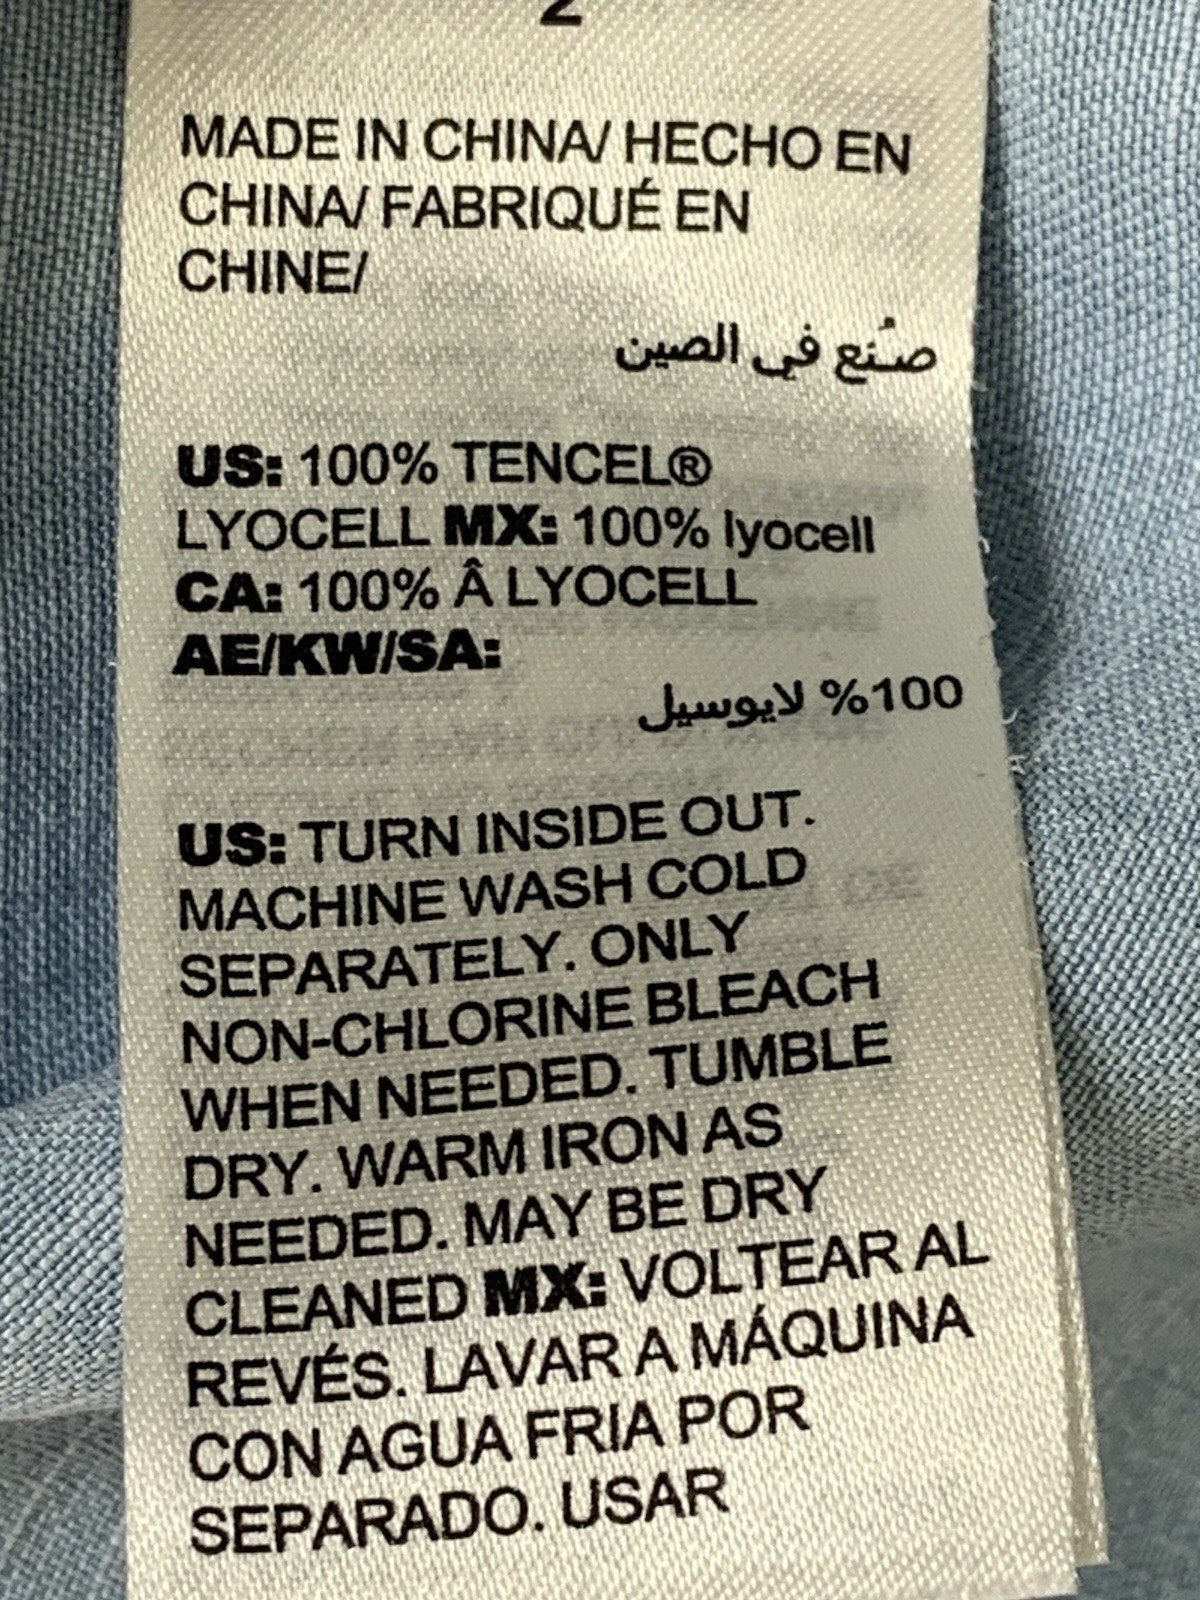 2
MADE IN CHINA/ HECHO EN
CHINA/ FABRIQUÉ EN
CHINE/
صُنع في الصين
US: 100% TENCEL®
LYOCELL MX: 100% lyocell
CA: 100% Â LYOCELL
AE/KW/SA:
100% لايوسيل
US: TURN INSIDE OUT.
MACHINE WASH COLD
SEPARATELY. ONLY
NON-CHLORINE BLEACH
WHEN NEEDED. TUMBLE
DRY. WARM IRON AS
NEEDED. MAY BE DRY
CLEANED MX: VOLTEAR AL
REVÉS. LAVAR A MÁQUINA
CON AGUA FRIA POR
SEPARADO. USAR